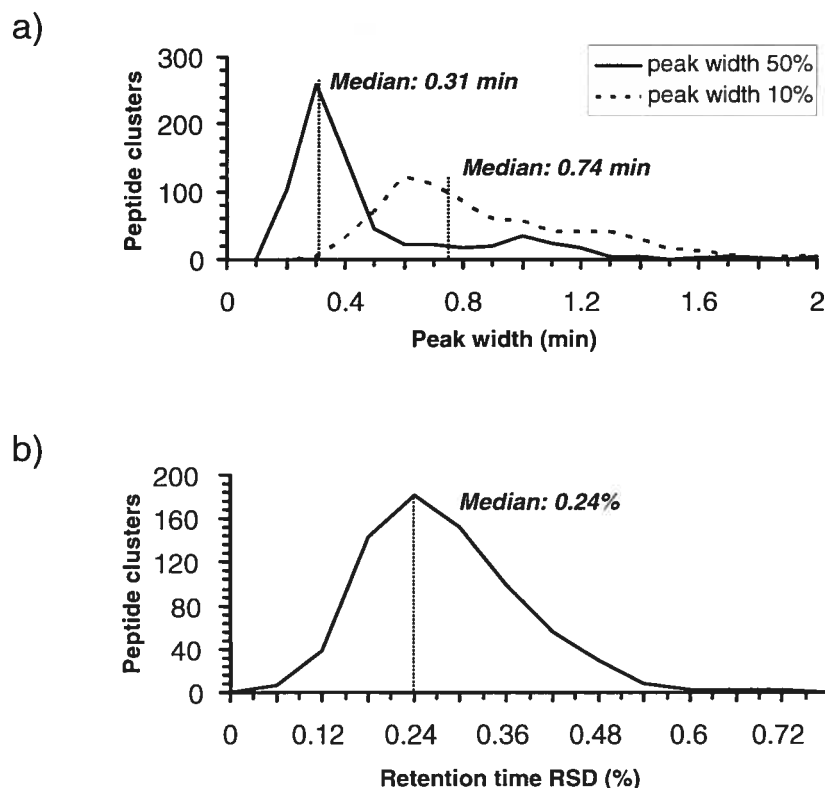 a)
300
200
100
0
Peptide clusters
Median: 0.31 min
Median: 0.74 min
peak width 50%
peak width 10%
0 0.4 0.8 1.2 1.6 2
Peak width (min)
b)
200
160
120
80
40
0
Peptide clusters
Median: 0.24%
0 0.12 0.24 0.36 0.48 0.6 0.72
Retention time RSD (%)